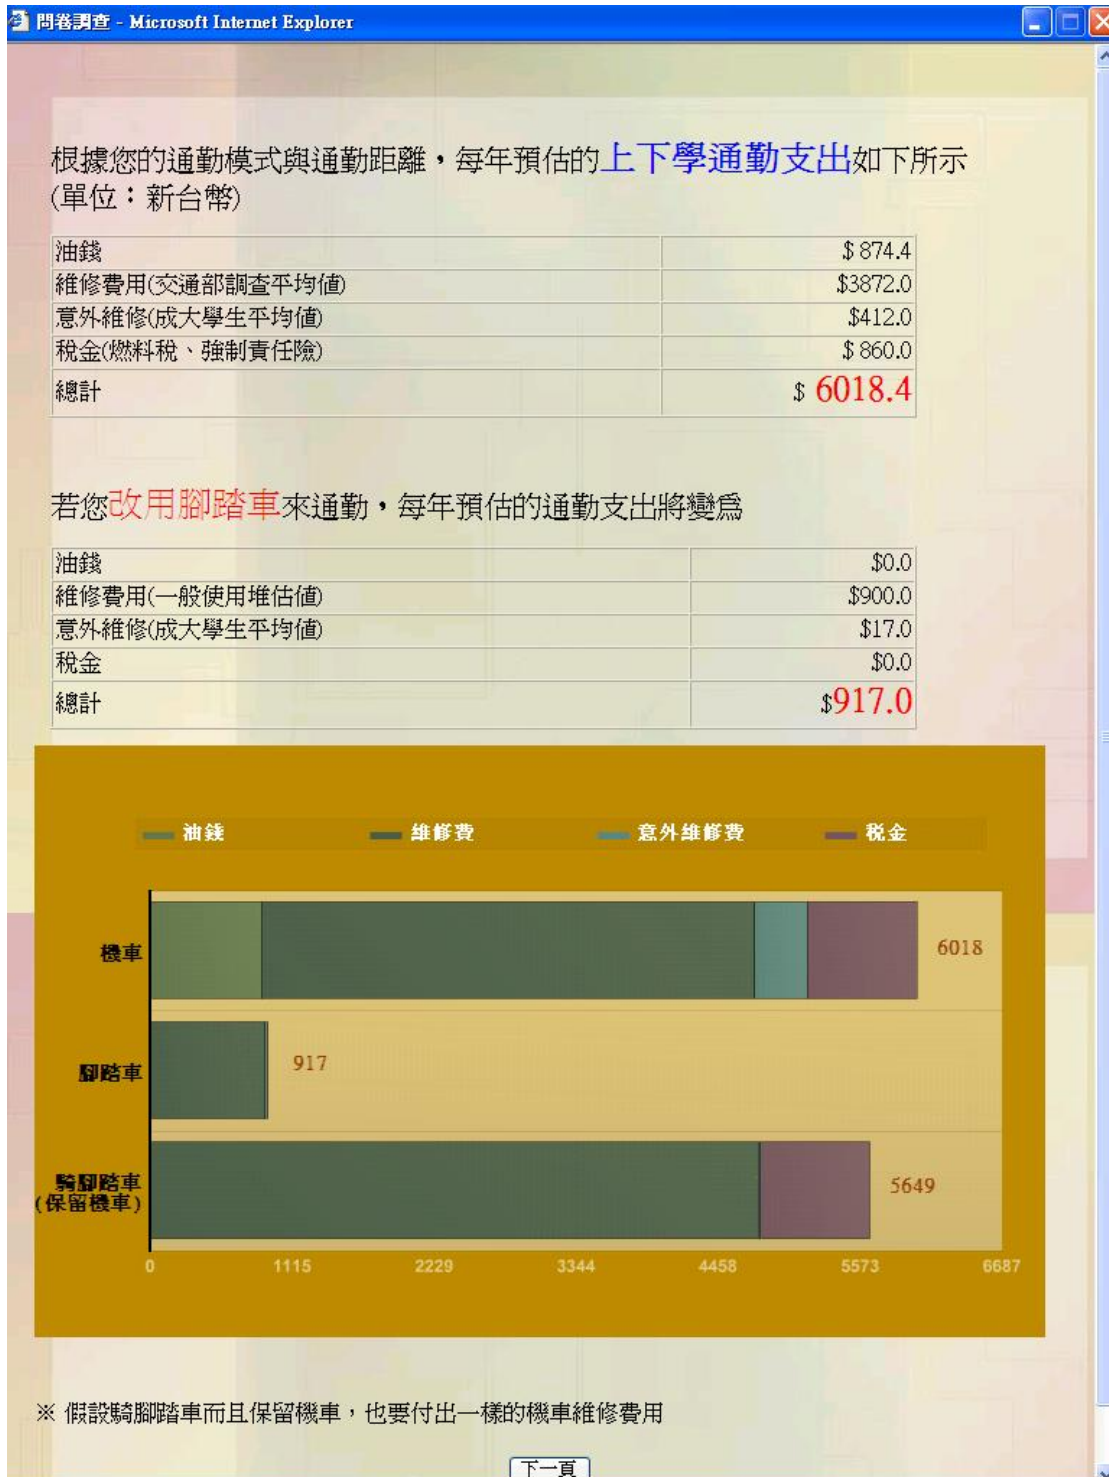 問卷調查 - Microsoft Internet Explorer
根據您的通勤模式與通勤距離，每年預估的上下學通勤支出如下所示
(單位：新台幣)
油錢 $ 874.4
維修費用(交通部調查平均值) $3872.0
意外維修(成大學生平均值) $412.0
稅金(燃料稅、強制責任險) $ 860.0
總計 $ 6018.4
若您改用腳踏車來通勤，每年預估的通勤支出將變為
油錢 $0.0
維修費用(一般使用堆估值) $900.0
意外維修(成大學生平均值) $17.0
稅金 $0.0
總計 $917.0
油錢 維修費 意外維修費 稅金
機車 6018
腳踏車 917
騎腳踏車
(保留機車) 5649
0 1115 2229 3344 4458 5573 6687
※ 假設騎腳踏車而且保留機車，也要付出一樣的機車維修費用
下一頁